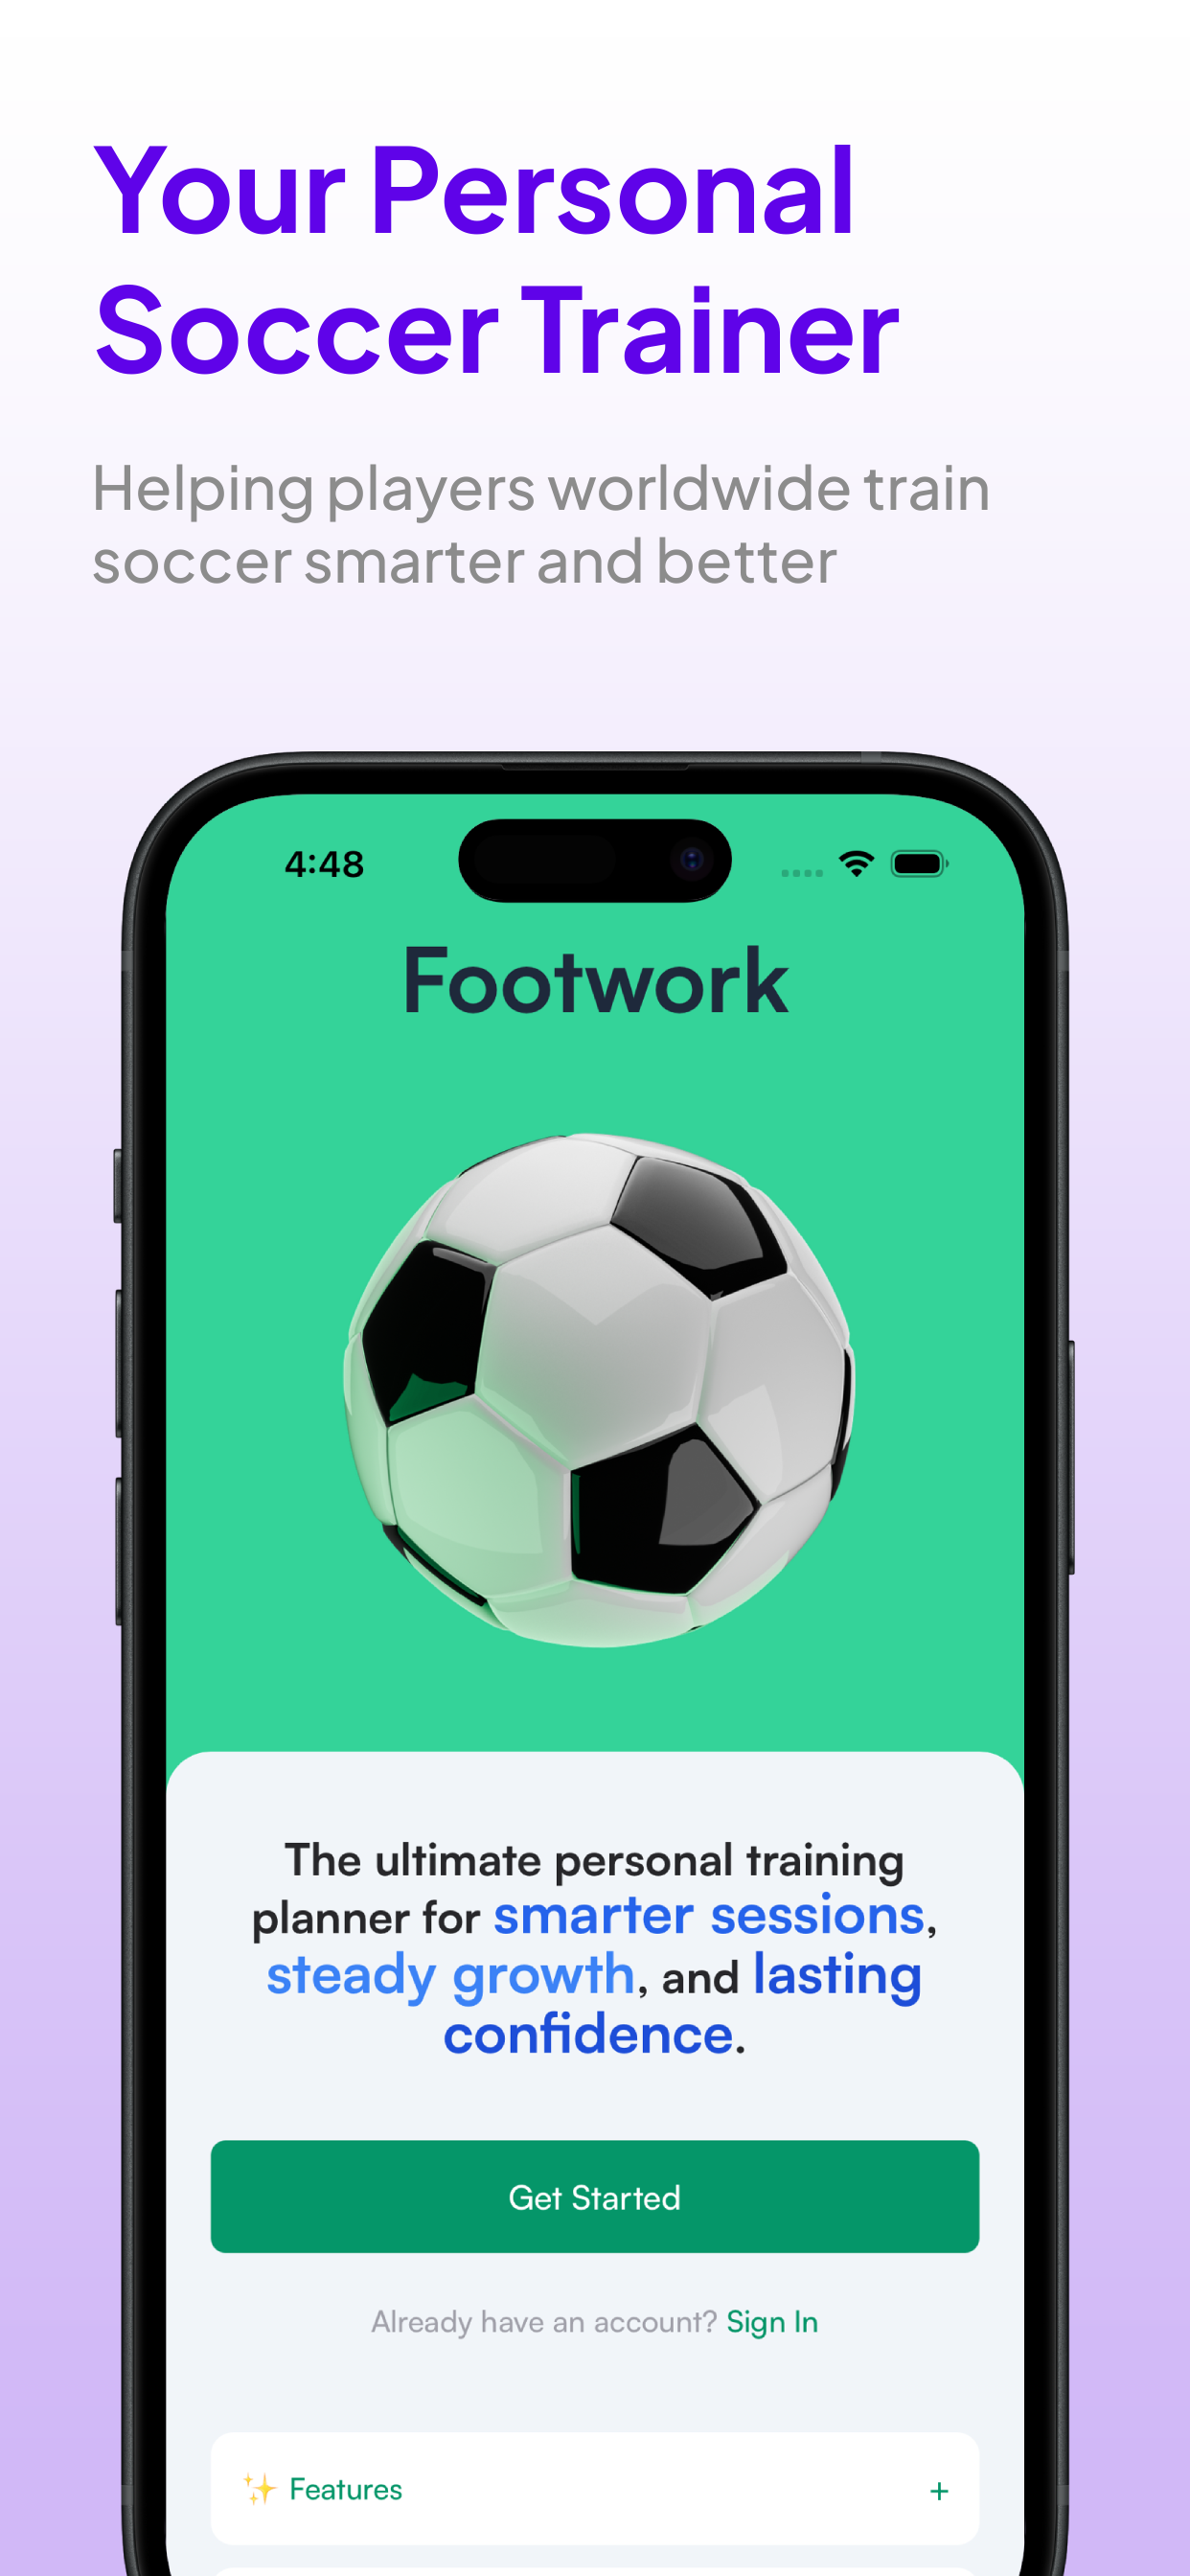 Your Personal
Soccer Trainer
Helping players worldwide train
soccer smarter and better
4:48
Footwork
The ultimate personal training
planner for smarter sessions,
steady growth, and lasting
confidence.
Get Started
Already have an account? Sign In
✨ Features +